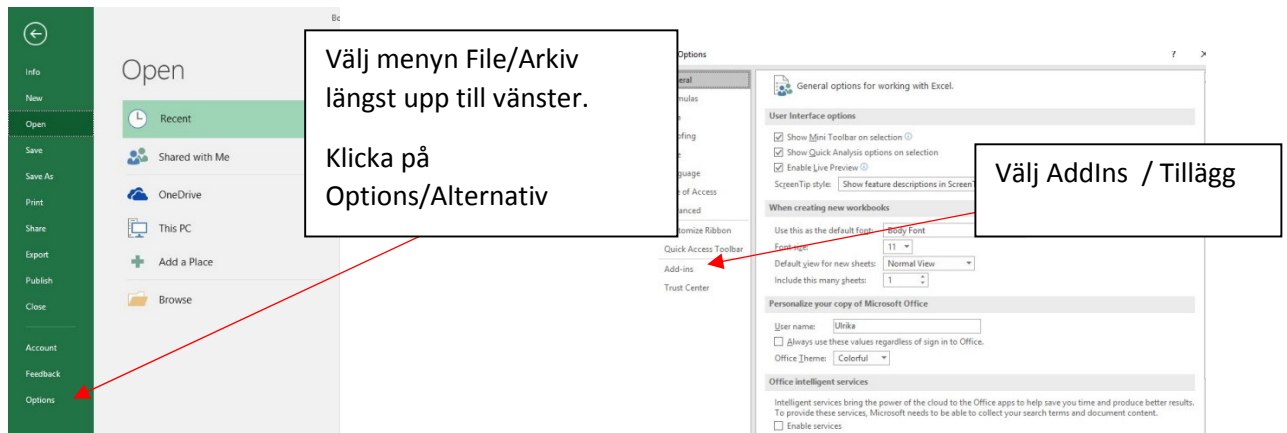 Info
New
Open
Save
Save As
Print
Share
Export
Publish
Close
Account
Feedback
Options
Open
Recent
Shared with Me
OneDrive
This PC
Add a Place
Browse
Välj menyn File/Arkiv
längst upp till vänster.
Klicka på
Options/Alternativ
Options
? 
Customize Ribbon
Quick Access Toolbar
Add-ins
Trust Center
General options for working with Excel.
User Interface options
Show Mini Toolbar on selection
Show Quick Analysis options on selection
Enable Live Preview
ScreenTip style: Show feature descriptions in ScreenT
When creating new workbooks
Use this as the default font: Body Font
Font size: 11
Default view for new sheets: Normal View
Include this many sheets: 1
Personalize your copy of Microsoft Office
User name: Ulrika
Always use these values regardless of sign in to Office.
Office Theme: Colorful
Office intelligent services
Intelligent services bring the power of the cloud to the Office apps to help save you time and produce better results.
To provide these services, Microsoft needs to be able to collect your search terms and document content.
Enable services
Välj AddIns / Tillägg